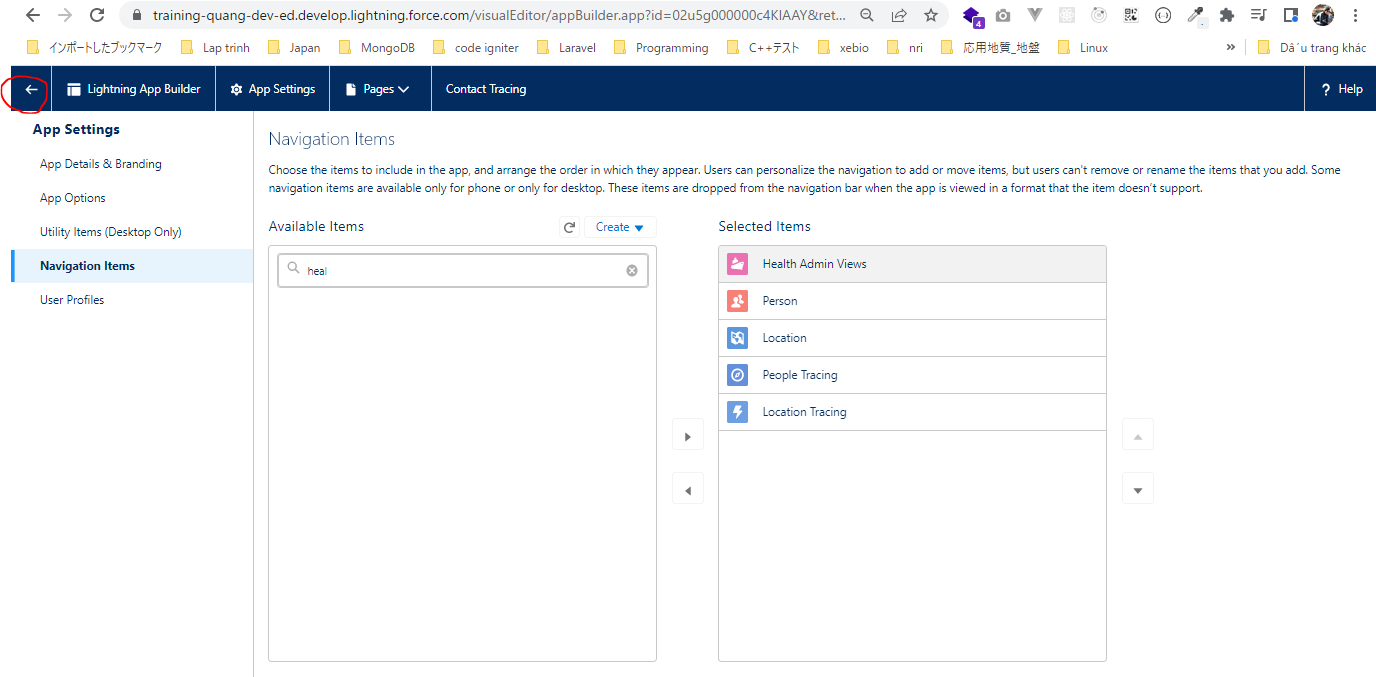 training-quang-dev-ed.develop.lightning.force.com/visualEditor/appBuilder.app?id=02u5g000000c4KlAAY&ret...
4
インポートしたブックマーク Lap trinh Japan MongoDB code igniter Laravel Programming C++テスト xebio nri 応用地質_地盤 Linux » Dấu trang khác
Lightning App Builder App Settings Pages Contact Tracing ? Help
App Settings
App Details & Branding
App Options
Utility Items (Desktop Only)
Navigation Items
User Profiles
Navigation Items
Choose the items to include in the app, and arrange the order in which they appear. Users can personalize the navigation to add or move items, but users can't remove or rename the items that you add. Some
navigation items are available only for phone or only for desktop. These items are dropped from the navigation bar when the app is viewed in a format that the item doesn't support.
Available Items Create
heal
Selected Items
Health Admin Views
Person
Location
People Tracing
Location Tracing